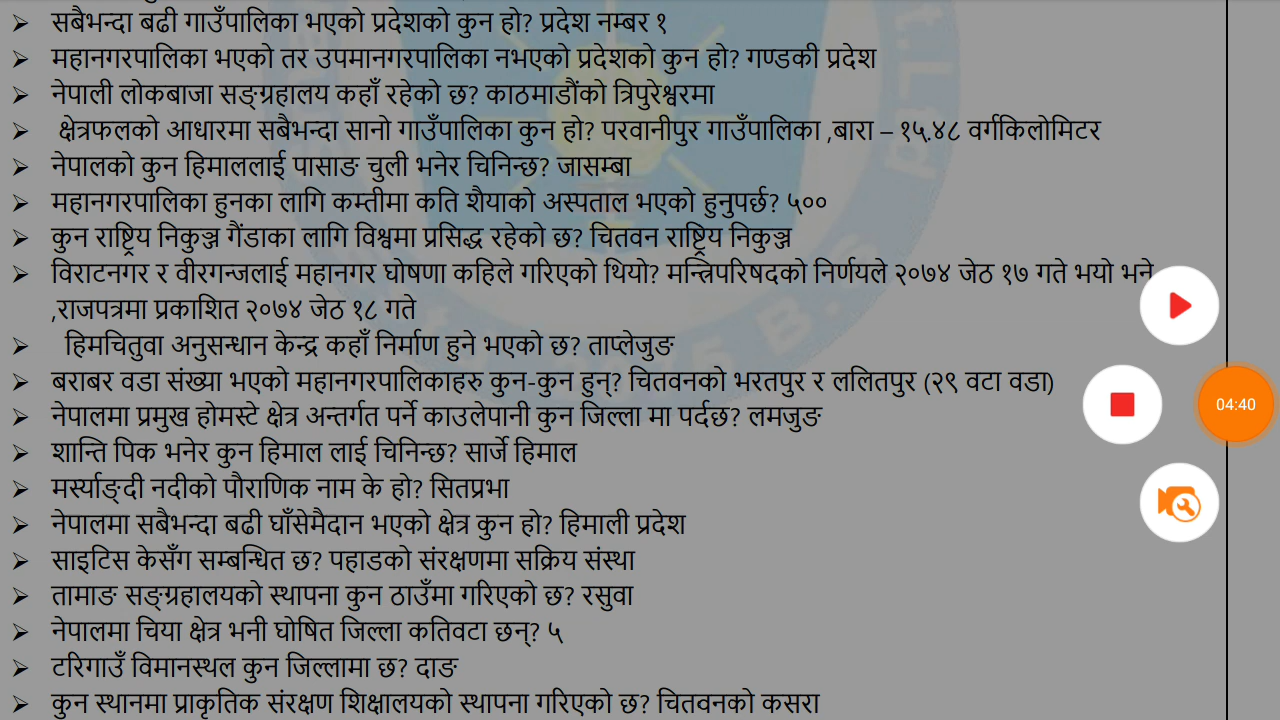 ➢ सबैभन्दा बढी गाउँपालिका भएको प्रदेशको कुन हो? प्रदेश नम्बर १
➢ महानगरपालिका भएको तर उपमानगरपालिका नभएको प्रदेशको कुन हो? गण्डकी प्रदेश
➢ नेपाली लोकबाजा सङ्ग्रहालय कहाँ रहेको छ? काठमाडौंको त्रिपुरेश्वरमा
➢ क्षेत्रफलको आधारमा सबैभन्दा सानो गाउँपालिका कुन हो? परवानीपुर गाउँपालिका ,बारा – १५.४८ वर्गकिलोमिटर
➢ नेपालको कुन हिमाललाई पासाङ चुली भनेर चिनिन्छ? जासम्बा
➢ महानगरपालिका हुनका लागि कम्तीमा कति शैयाको अस्पताल भएको हुनुपर्छ? ५००
➢ कुन राष्ट्रिय निकुञ्ज गैंडाका लागि विश्वमा प्रसिद्ध रहेको छ? चितवन राष्ट्रिय निकुञ्ज
➢ विराटनगर र वीरगन्जलाई महानगर घोषणा कहिले गरिएको थियो? मन्त्रिपरिषदको निर्णयले २०७४ जेठ १७ गते भयो भने
,राजपत्रमा प्रकाशित २०७४ जेठ १८ गते
➢ हिमचितुवा अनुसन्धान केन्द्र कहाँ निर्माण हुने भएको छ? ताप्लेजुङ
➢ बराबर वडा संख्या भएको महानगरपालिकाहरु कुन-कुन हुन्? चितवनको भरतपुर र ललितपुर (२९ वटा वडा)
➢ नेपालमा प्रमुख होमस्टे क्षेत्र अन्तर्गत पर्ने काउलेपानी कुन जिल्ला मा पर्दछ? लमजुङ
➢ शान्ति पिक भनेर कुन हिमाल लाई चिनिन्छ? सार्जे हिमाल
➢ मर्स्याङ्दी नदीको पौराणिक नाम के हो? सितप्रभा
➢ नेपालमा सबैभन्दा बढी घाँसेमैदान भएको क्षेत्र कुन हो? हिमाली प्रदेश
➢ साइटिस केसँग सम्बन्धित छ? पहाडको संरक्षणमा सक्रिय संस्था
➢ तामाङ सङ्ग्रहालयको स्थापना कुन ठाउँमा गरिएको छ? रसुवा
➢ नेपालमा चिया क्षेत्र भनी घोषित जिल्ला कतिवटा छन्? ५
➢ टरिगाउँ विमानस्थल कुन जिल्लामा छ? दाङ
➢ कुन स्थानमा प्राकृतिक संरक्षण शिक्षालयको स्थापना गरिएको छ? चितवनको कसरा
04:40